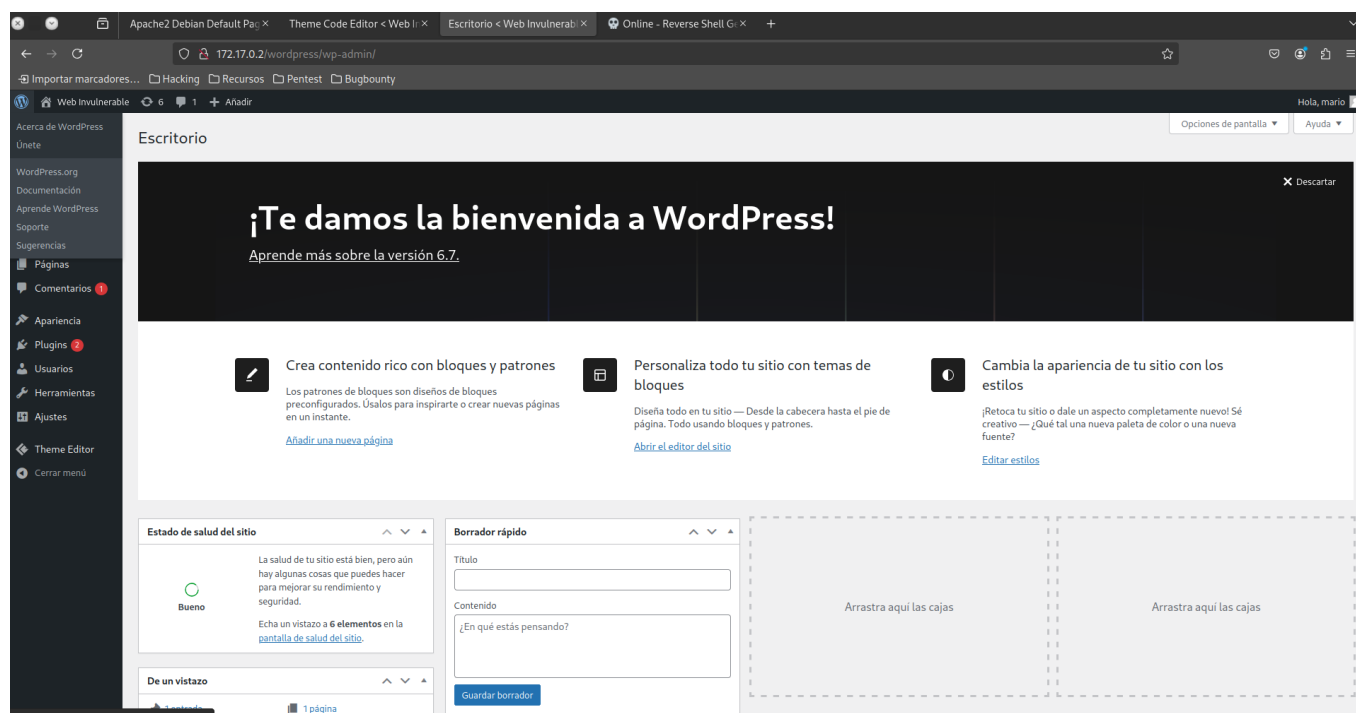 Apache2 Debian Default Pag
Theme Code Editor < Web Ir
Escritorio < Web Invulnerabl
Online - Reverse Shell Ge
172.17.0.2/wordpress/wp-admin/
Importar marcadores...
Hacking
Recursos
Pentest
Bugbounty
Web Invulnerable
6
1
Añadir
Hola, mario
Acerca de WordPress
Únete
WordPress.org
Documentación
Aprende WordPress
Soporte
Sugerencias
Páginas
Comentarios 1
Apariencia
Plugins 2
Usuarios
Herramientas
Ajustes
Theme Editor
Cerrar menú
Opciones de pantalla
Ayuda
Escritorio
Descartar
¡Te damos la bienvenida a WordPress!
Aprende más sobre la versión 6.7.
Crea contenido rico con bloques y patrones
Los patrones de bloques son diseños de bloques
preconfigurados. Úsalos para inspirarte o crear nuevas páginas
en un instante.
Añadir una nueva página
Personaliza todo tu sitio con temas de
bloques
Diseña todo en tu sitio — Desde la cabecera hasta el pie de
página. Todo usando bloques y patrones.
Abrir el editor del sitio
Cambia la apariencia de tu sitio con los
estilos
¡Retoca tu sitio o dale un aspecto completamente nuevo! Sé
creativo — ¿Qué tal una nueva paleta de color o una nueva
fuente?
Editar estilos
Estado de salud del sitio
Bueno
La salud de tu sitio está bien, pero aún
hay algunas cosas que puedes hacer
para mejorar su rendimiento y
seguridad.
Echa un vistazo a 6 elementos en la
pantalla de salud del sitio.
De un vistazo
1 entrada
1 página
Borrador rápido
Título
Contenido
¿En qué estás pensando?
Guardar borrador
Arrastra aquí las cajas
Arrastra aquí las cajas